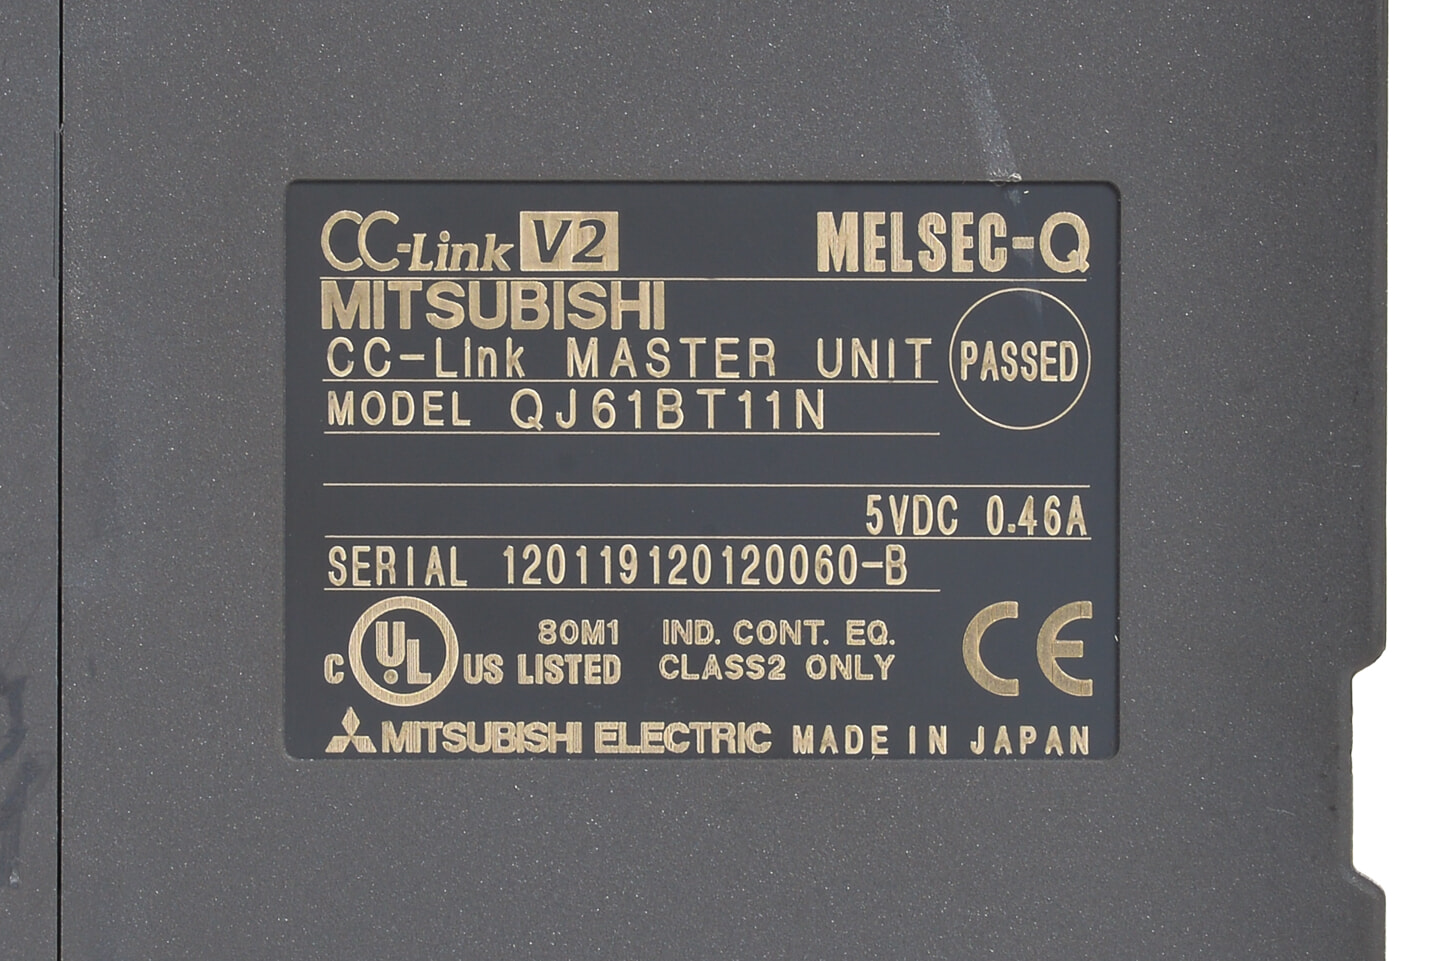 CC-Link V2 MELSEC-Q
MITSUBISHI
CC-Link MASTER UNIT
PASSED
MODEL QJ61BT11N
5VDC 0.46A
SERIAL 120119120120060-B
C UL US LISTED 80M1 IND. CONT. EQ.
CLASS2 ONLY
CE
MITSUBISHI ELECTRIC MADE IN JAPAN